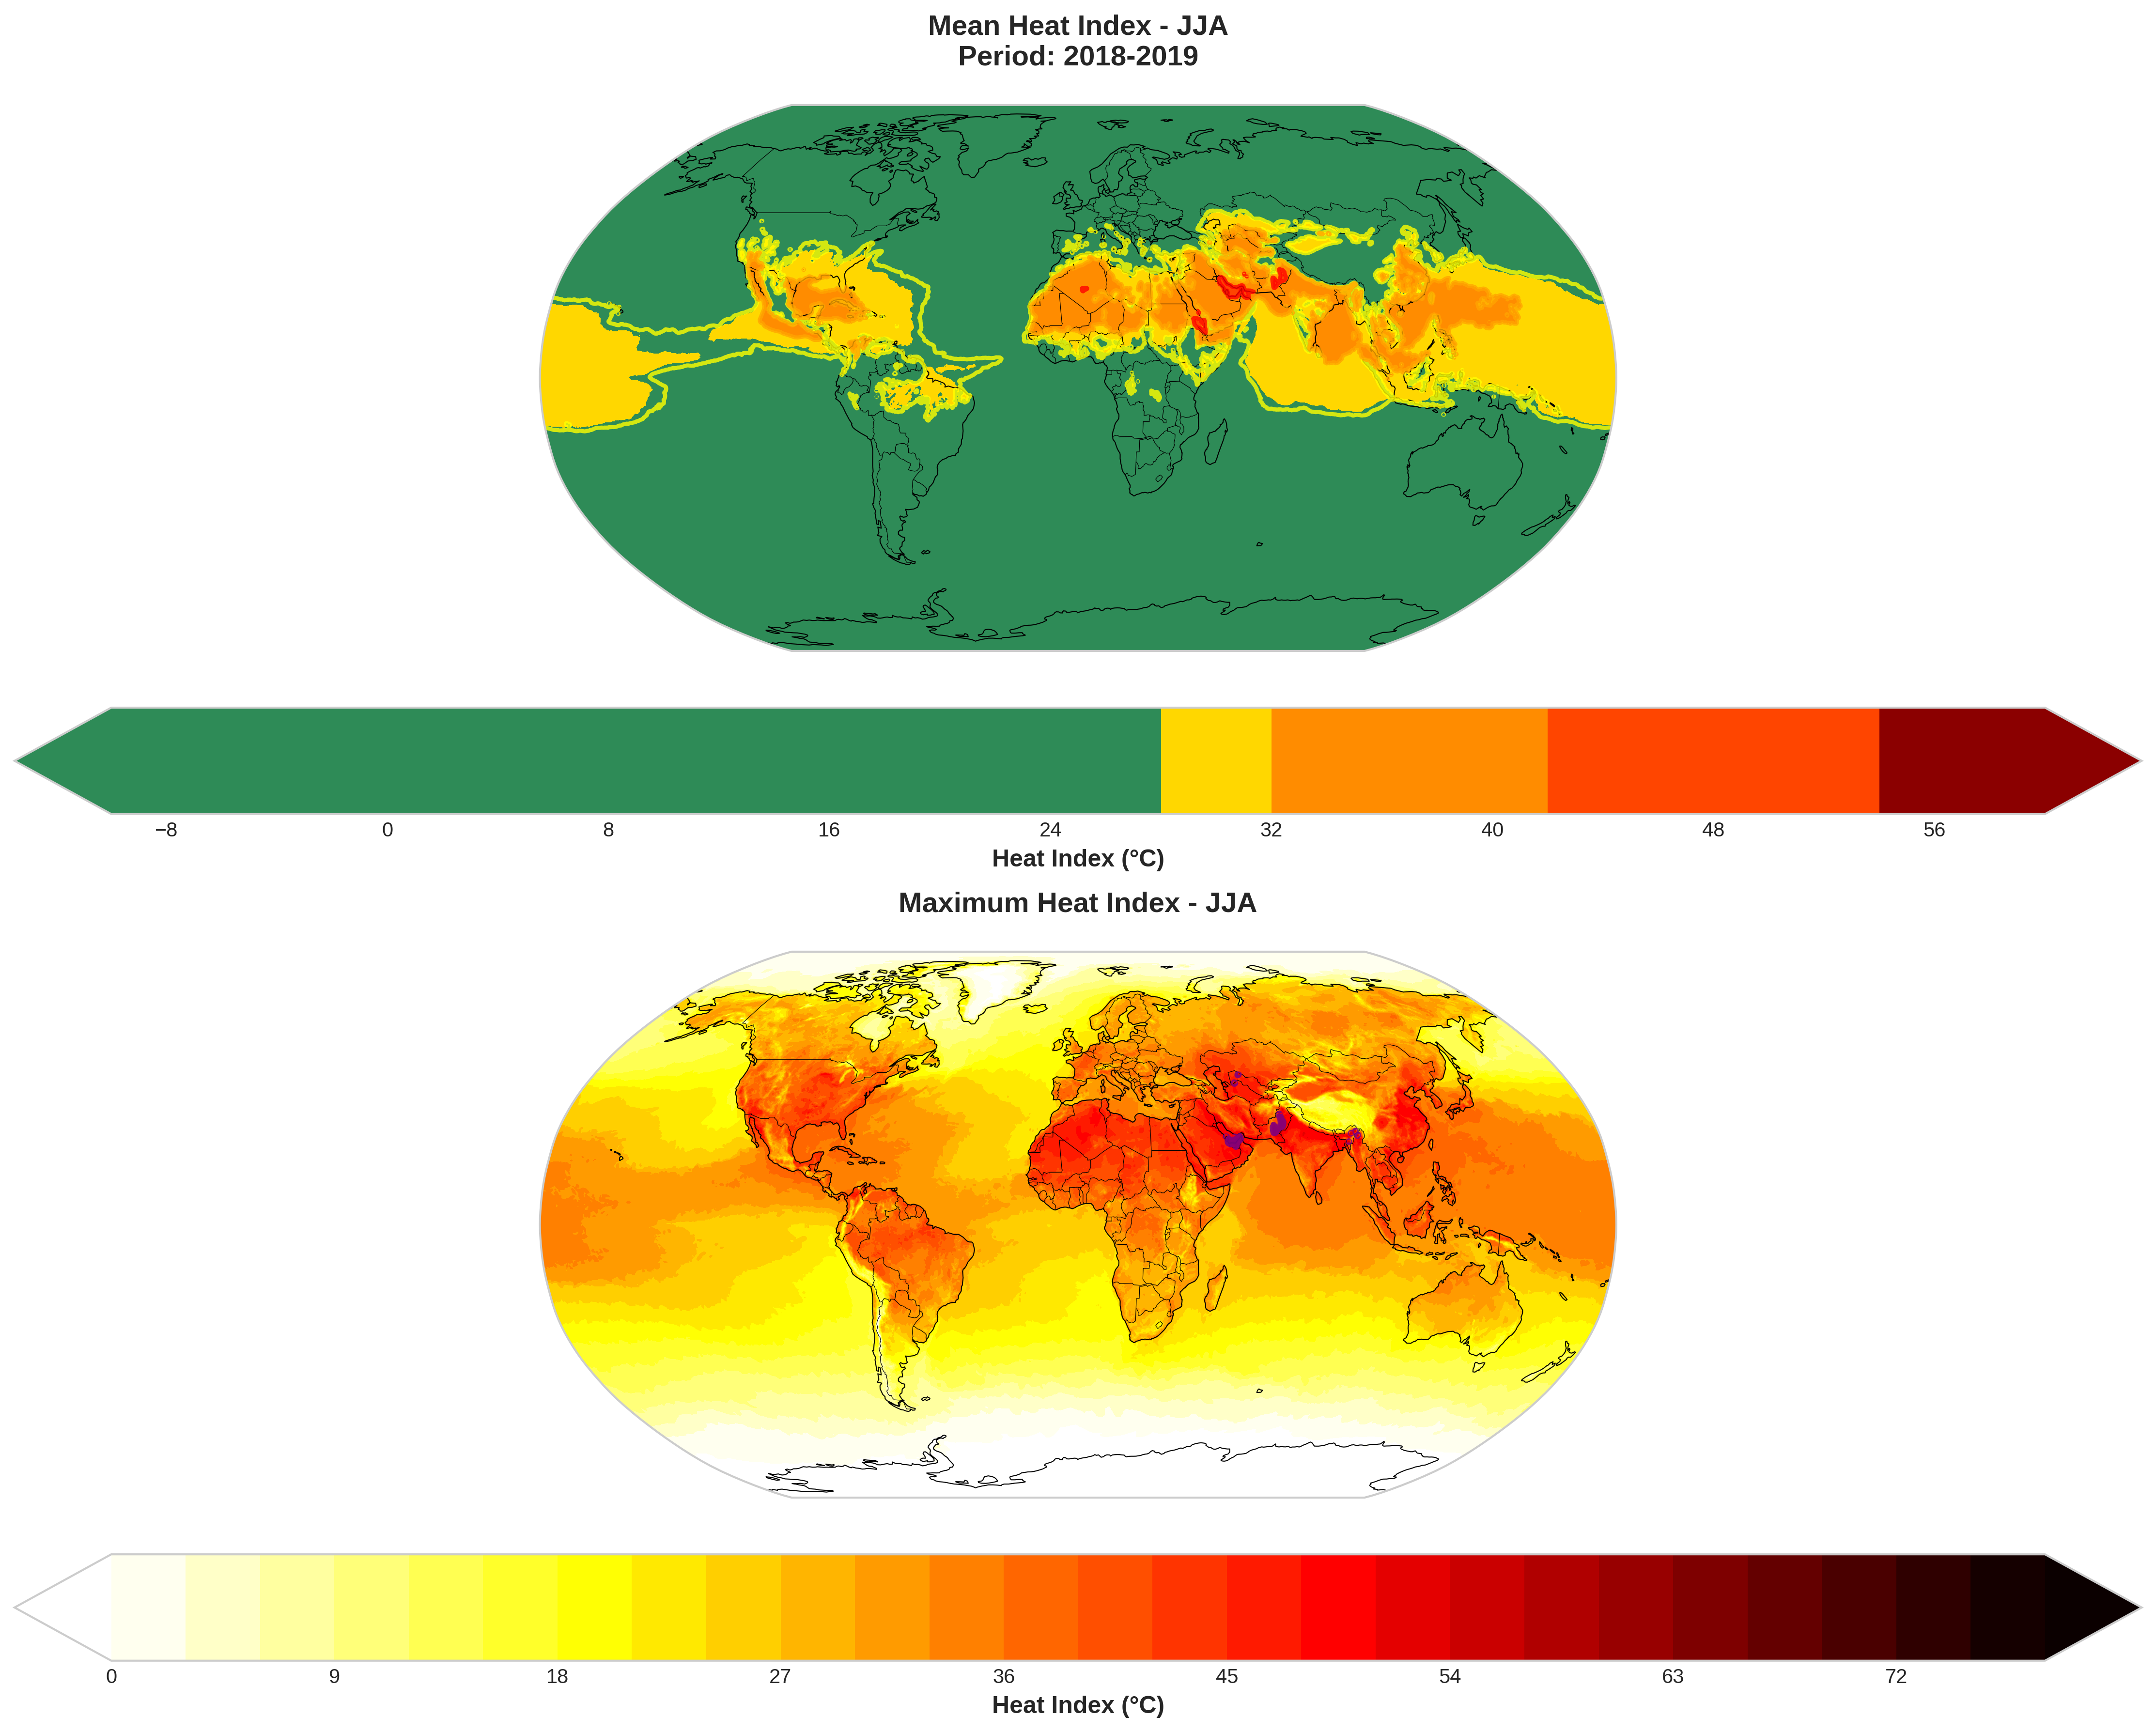 Mean Heat Index - JJA
Period: 2018-2019
−8 0 8 16 24 32 40 48 56
Heat Index (°C)
Maximum Heat Index - JJA
0 9 18 27 36 45 54 63 72
Heat Index (°C)